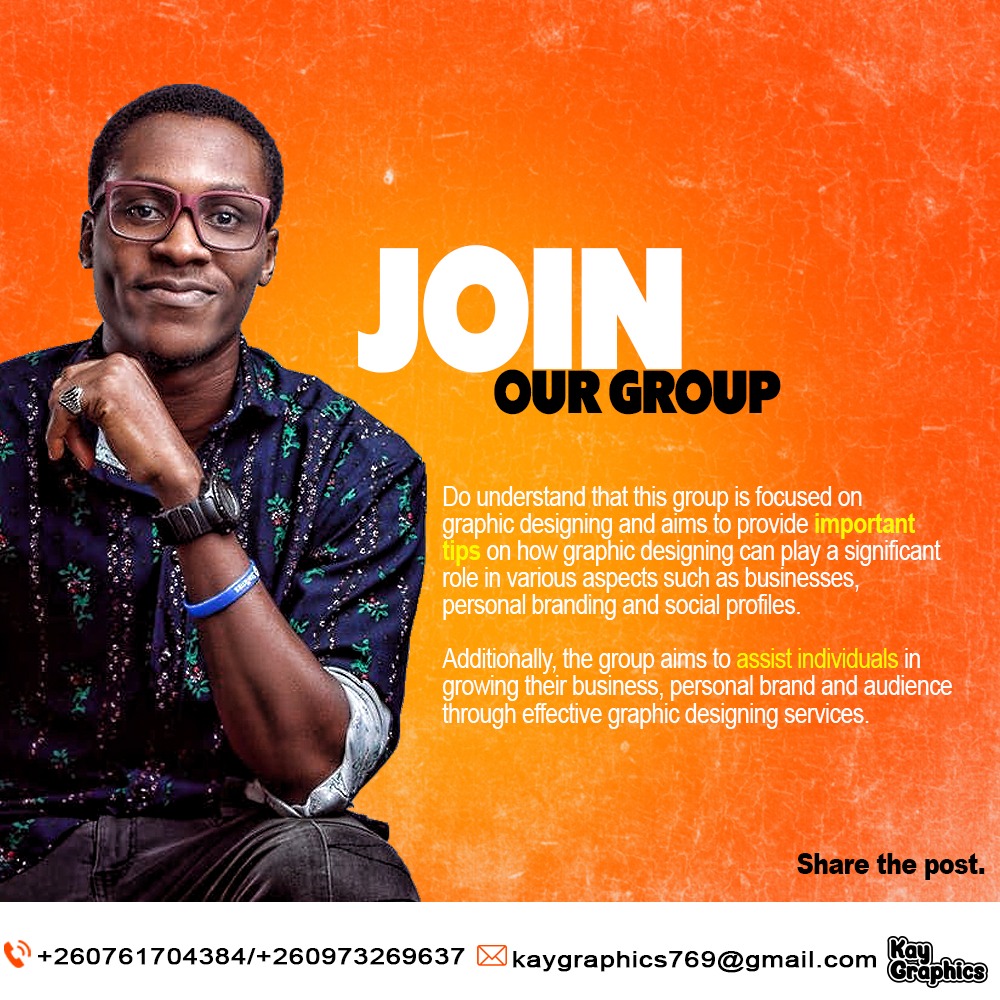 JOIN
OUR GROUP
Do understand that this group is focused on
graphic designing and aims to provide important
tips on how graphic designing can play a significant
role in various aspects such as businesses,
personal branding and social profiles.
Additionally, the group aims to assist individuals in
growing their business, personal brand and audience
through effective graphic designing services.
Share the post.
+260761704384/+260973269637 kaygraphics769@gmail.com
Kay
Graphics